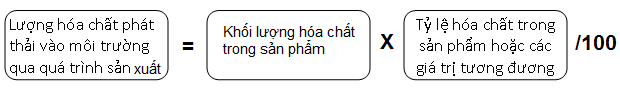 Lượng hóa chất phát
thải vào môi trường
qua quá trình sản xuất
=
Khối lượng hóa chất
trong sản phẩm
X
Tỷ lệ hóa chất trong
sản phẩm hoặc các
giá trị tương đương
/100